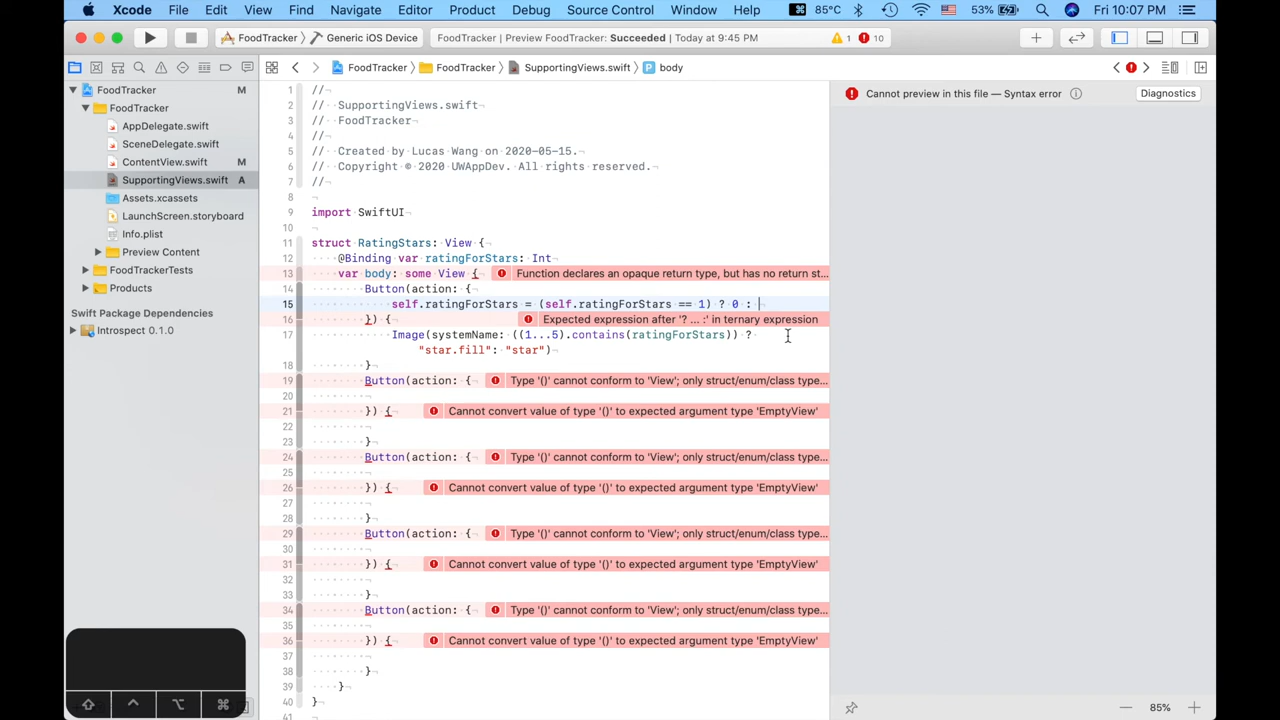 Xcode File Edit View Find Navigate Editor Product Debug Source Control Window Help 85°C 53% Fri 10:07 PM
FoodTracker Generic iOS Device FoodTracker | Preview FoodTracker: Succeeded | Today at 9:45 PM 1 10
FoodTracker FoodTracker SupportingViews.swift P body
FoodTracker M
FoodTracker
AppDelegate.swift
SceneDelegate.swift
ContentView.swift M
SupportingViews.swift A
Assets.xcassets
LaunchScreen.storyboard
Info.plist
Preview Content
FoodTrackerTests
Products
Swift Package Dependencies
Introspect 0.1.0
1 //
2 // SupportingViews.swift
3 // FoodTracker
4 //
5 // Created by Lucas Wang on 2020-05-15.
6 // Copyright © 2020 UWAppDev. All rights reserved.
7 //
8
9 import SwiftUI
10
11 struct RatingStars: View {
12 @Binding var ratingForStars: Int
13 var body: some View { Function declares an opaque return type, but has no return st...
14 Button(action: {
15 self.ratingForStars = (self.ratingForStars == 1) ? 0 :
16 }) { Expected expression after '? ... :' in ternary expression
17 Image(systemName: ((1...5).contains(ratingForStars)) ?
"star.fill": "star")
18 }
19 Button(action: { Type '()' cannot conform to 'View'; only struct/enum/class type...
20
21 }) { Cannot convert value of type '()' to expected argument type 'EmptyView'
22
23 }
24 Button(action: { Type '()' cannot conform to 'View'; only struct/enum/class type...
25
26 }) { Cannot convert value of type '()' to expected argument type 'EmptyView'
27
28 }
29 Button(action: { Type '()' cannot conform to 'View'; only struct/enum/class type...
30
31 }) { Cannot convert value of type '()' to expected argument type 'EmptyView'
32
33 }
34 Button(action: { Type '()' cannot conform to 'View'; only struct/enum/class type...
35
36 }) { Cannot convert value of type '()' to expected argument type 'EmptyView'
37
38 }
39 }
40 }
41
Cannot preview in this file — Syntax error Diagnostics
85%